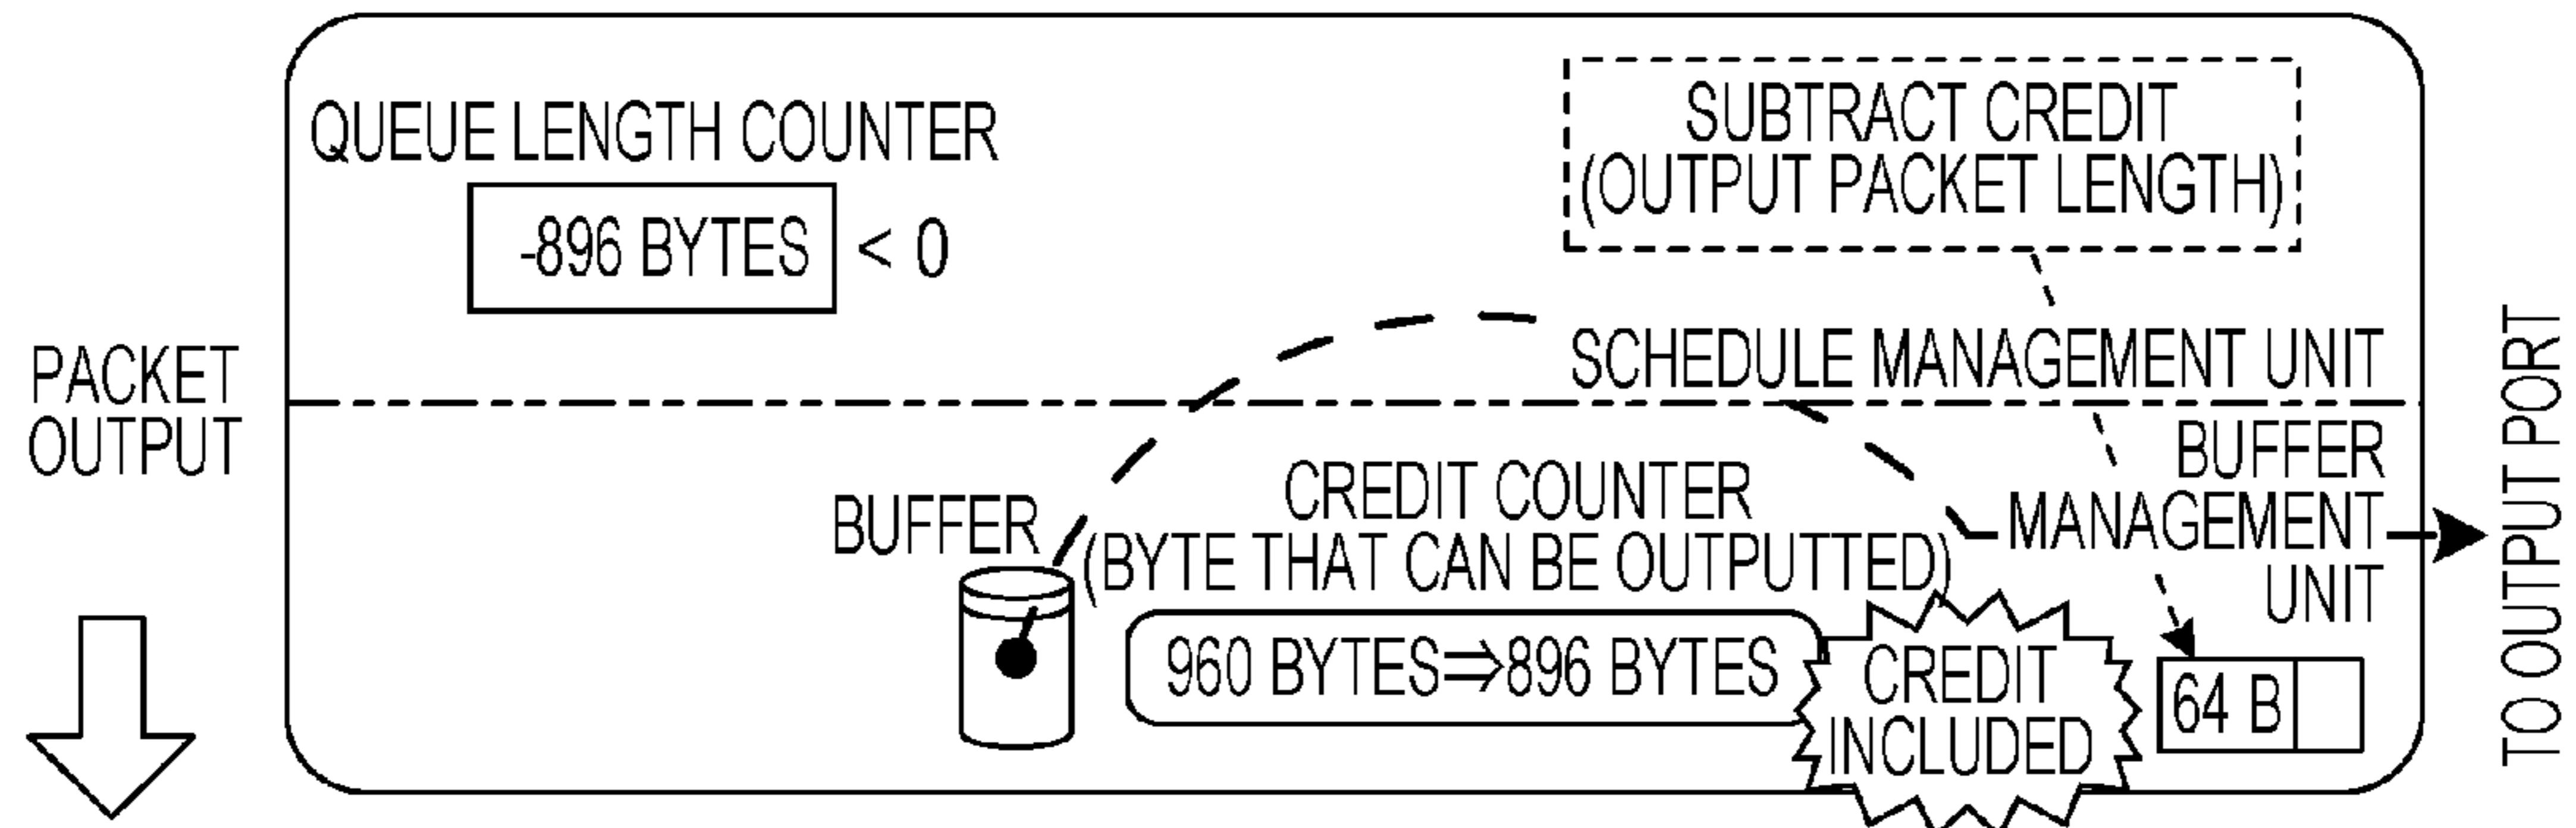 QUEUE LENGTH COUNTER
-896 BYTES < 0
SUBTRACT CREDIT
(OUTPUT PACKET LENGTH)
SCHEDULE MANAGEMENT UNIT
PACKET
OUTPUT
BUFFER
MANAGEMENT
UNIT
BUFFER
CREDIT COUNTER
(BYTE THAT CAN BE OUTPUTTED)
960 BYTES⇒896 BYTES
CREDIT
INCLUDED
64 B
TO OUTPUT PORT